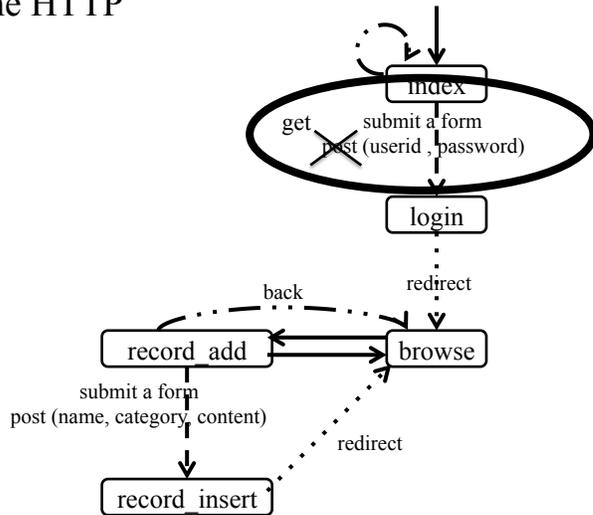 ne HTTP
index
get
submit a form
post (userid , password)
login
redirect
back
record_add
browse
submit a form
post (name, category, content)
redirect
record_insert